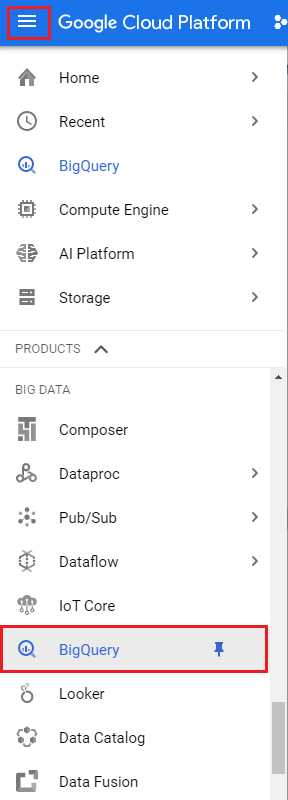 Google Cloud Platform
Home
Recent
BigQuery
Compute Engine
AI Platform
Storage
PRODUCTS
BIG DATA
Composer
Dataproc
Pub/Sub
Dataflow
IoT Core
BigQuery
Looker
Data Catalog
Data Fusion